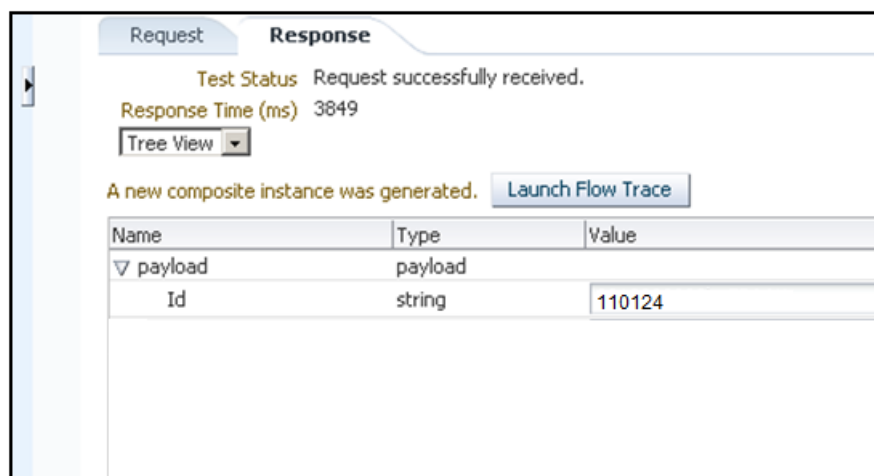 Request Response
Test Status Request successfully received.
Response Time (ms) 3849
Tree View
A new composite instance was generated. Launch Flow Trace
Name Type Value
payload payload
Id string 110124